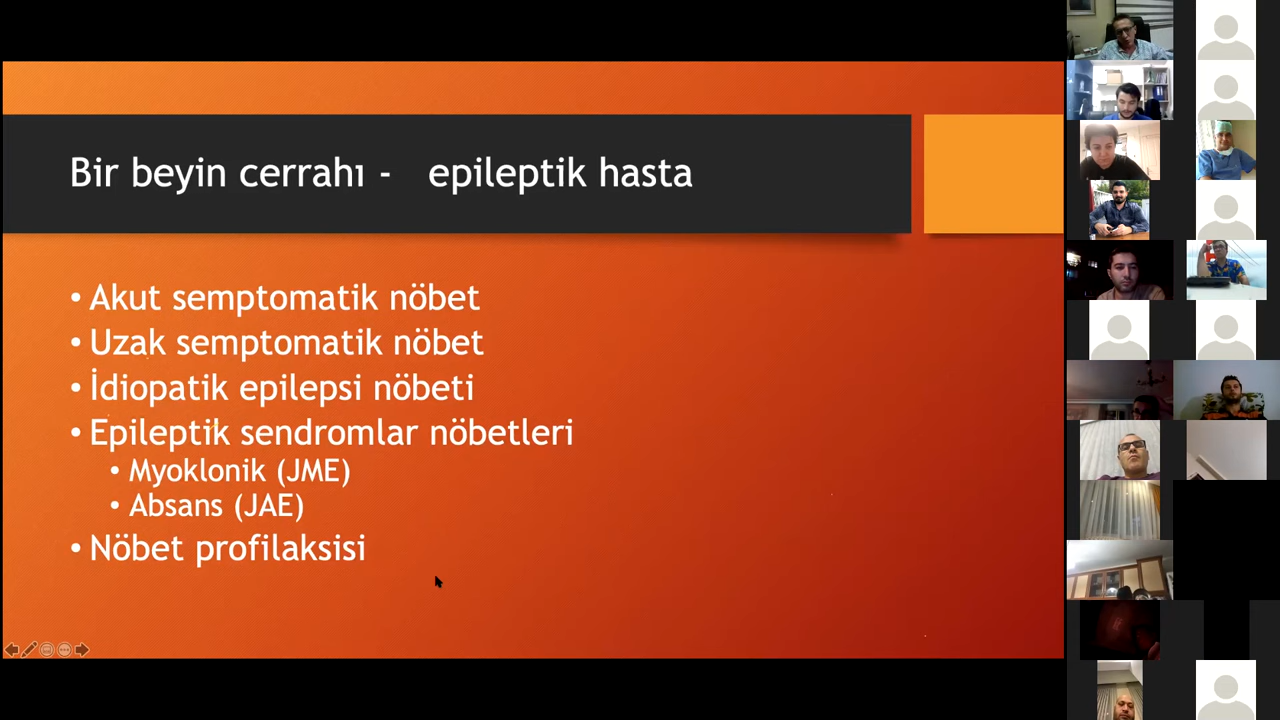 Bir beyin cerrahı - epileptik hasta
• Akut semptomatik nöbet
• Uzak semptomatik nöbet
• İdiopatik epilepsi nöbeti
• Epileptik sendromlar nöbetleri
• Myoklonik (JME)
• Absans (JAE)
• Nöbet profilaksisi